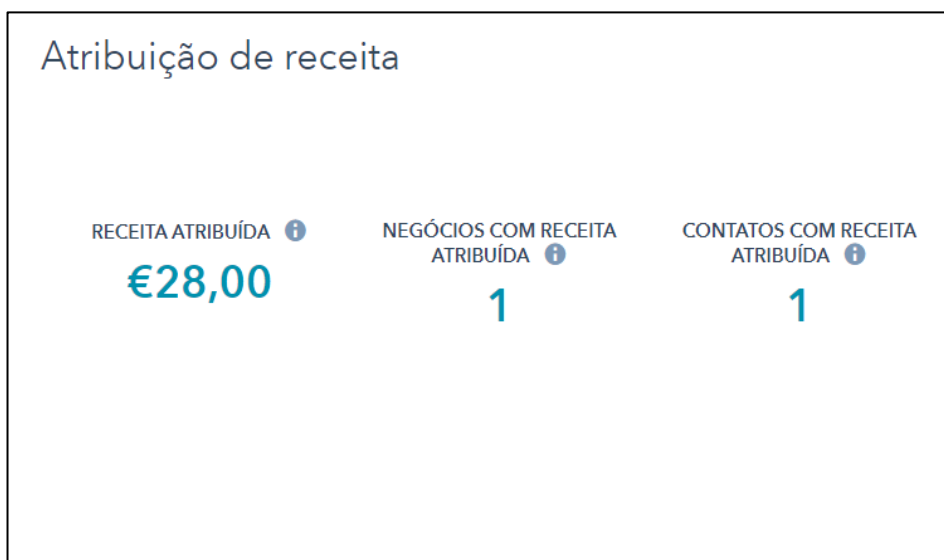 Atribuição de receita
RECEITA ATRIBUÍDA
€28,00
NEGÓCIOS COM RECEITA
ATRIBUÍDA
1
CONTATOS COM RECEITA
ATRIBUÍDA
1